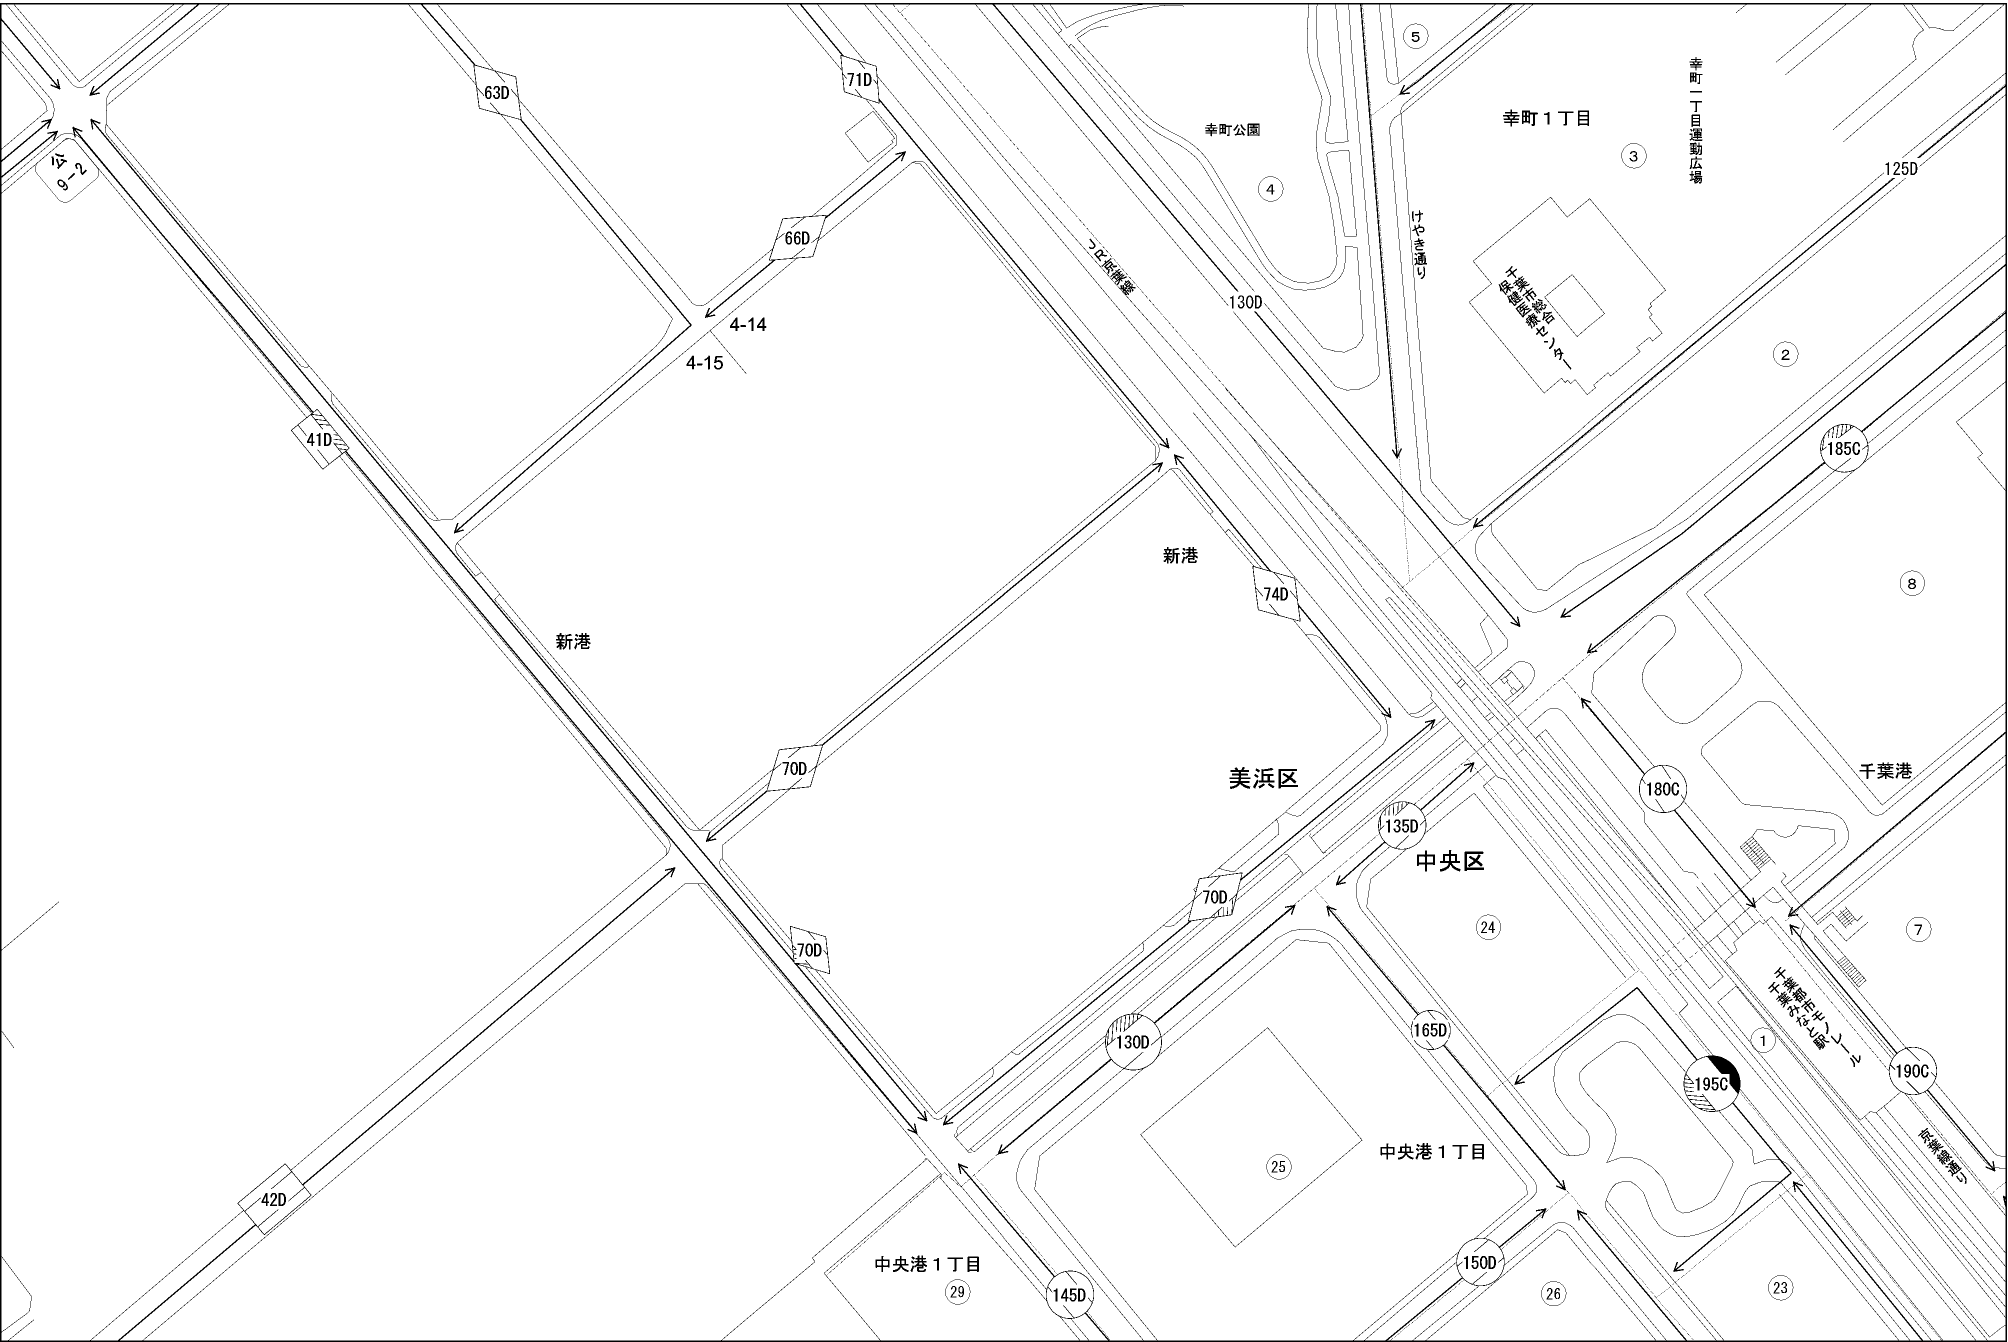 ⑤
63D
71D
幸町一丁目運動広場
幸町１丁目
幸町公園
③
公
9-2
④
125D
けやき通り
66D
JR京葉線
130D
千葉市総合
保健医療センター
4-14
4-15
②
41D
185C
新港
74D
⑧
新港
70D
美浜区
千葉港
180C
135D
中央区
70D
㉔
⑦
70D
千葉都市モノレール
千葉みなと駅
130D
165D
①
190C
195C
中央港１丁目
㉕
京葉線通り
42D
中央港１丁目
㉙
145D
150D
㉖
㉓